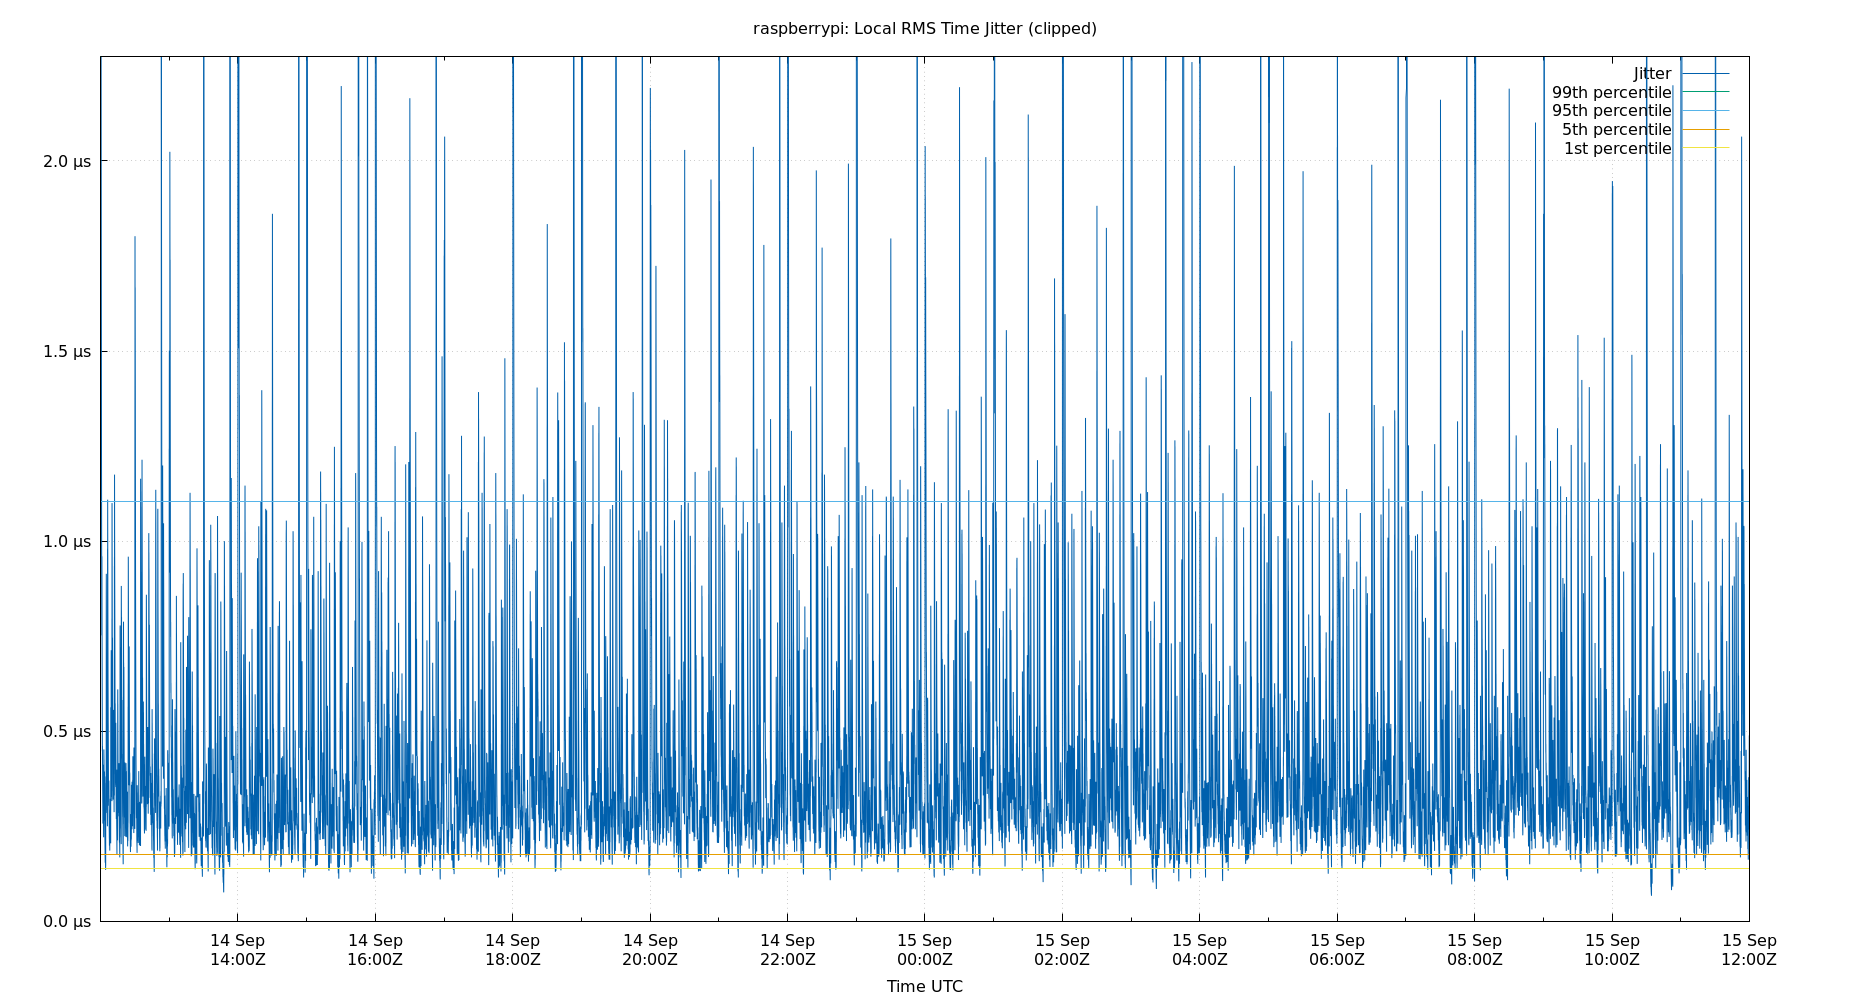 raspberrypi: Local RMS Time Jitter (clipped)
Jitter
99th percentile
95th percentile
5th percentile
1st percentile
2.0 μs
1.5 μs
1.0 μs
0.5 μs
0.0 μs
14 Sep 14 Sep 14 Sep 14 Sep 14 Sep 15 Sep 15 Sep 15 Sep 15 Sep 15 Sep 15 Sep 15 Sep
14:00Z 16:00Z 18:00Z 20:00Z 22:00Z 00:00Z 02:00Z 04:00Z 06:00Z 08:00Z 10:00Z 12:00Z
Time UTC